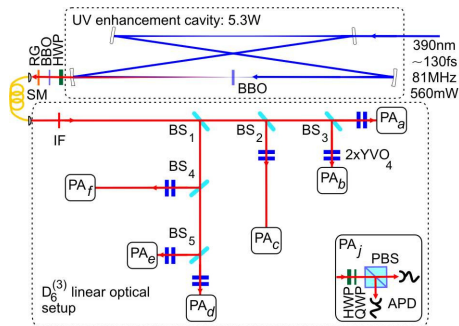 UV enhancement cavity: 5.3W
390nm
~130fs
81MHz
560mW
RG
BBO
HWP
BBO
SM
IF
BS1
BS2
BS3
PAa
2xYVO4
PAb
BS4
PAf
PAc
BS5
PAe
PAd
D6(3) linear optical
setup
PAj
PBS
HWP
QWP
APD